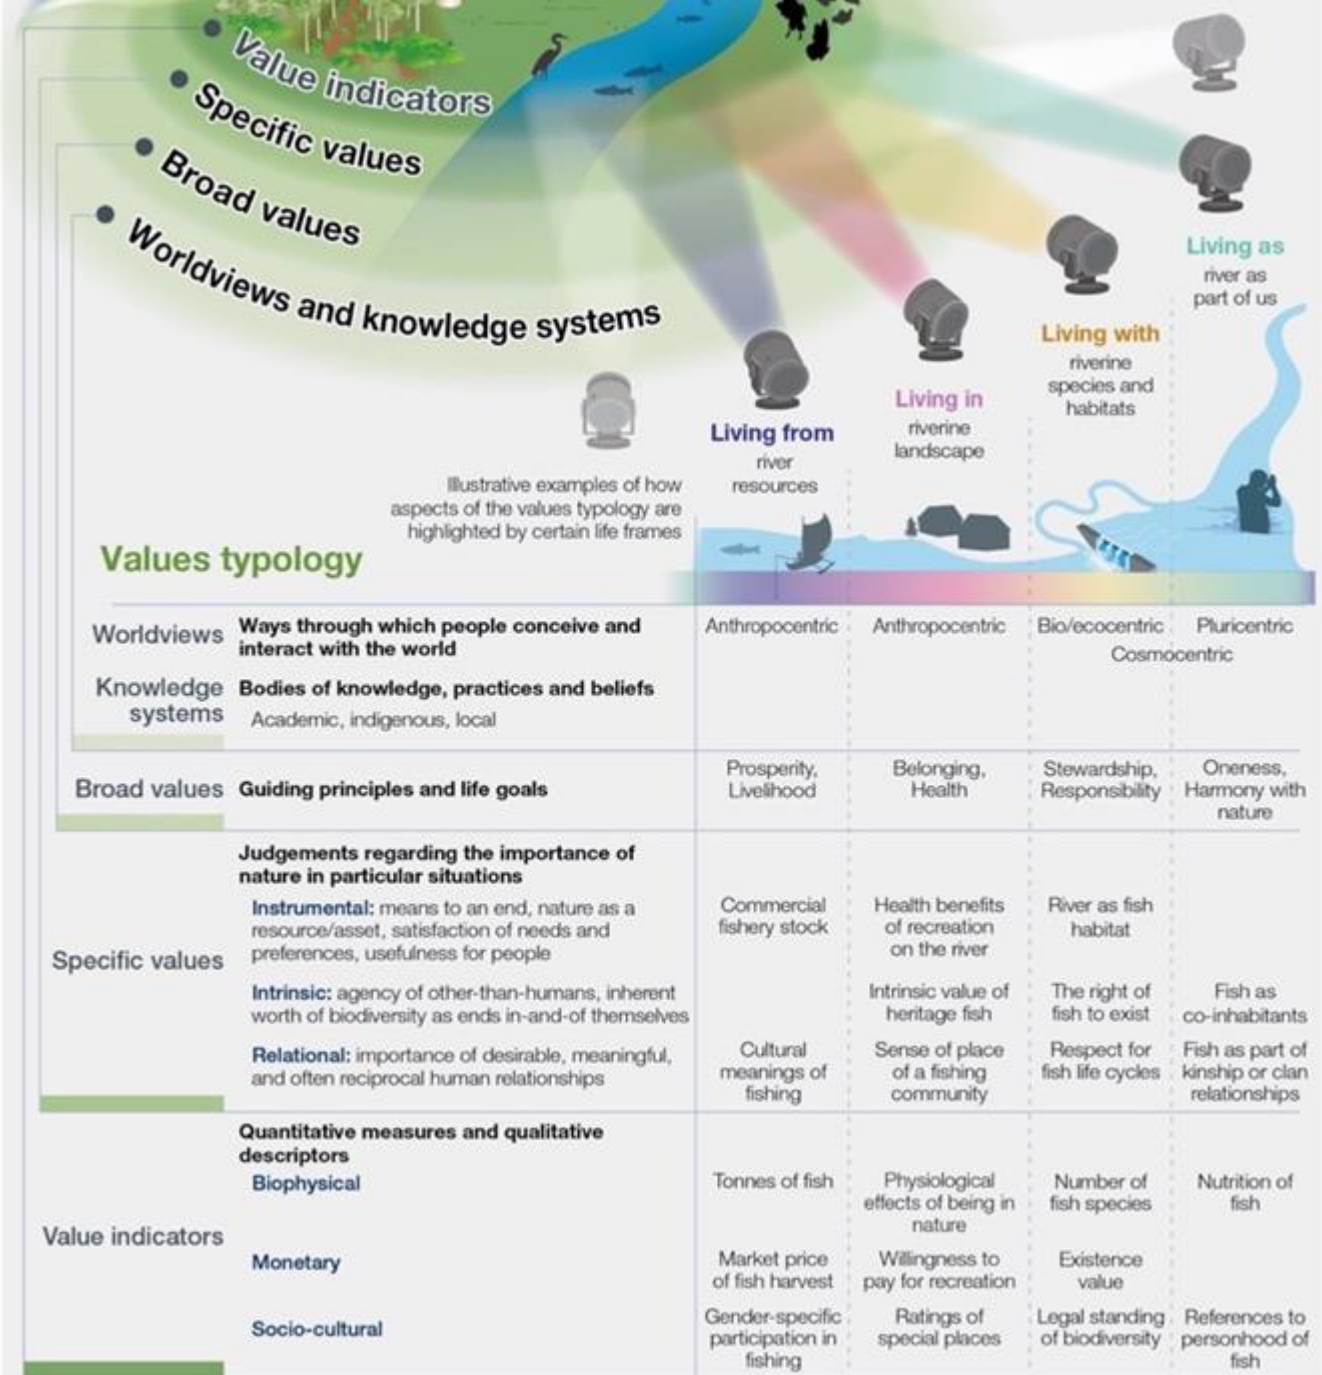 Value indicators
Specific values
Broad values
Worldviews and knowledge systems
Living as
river as
part of us
Living with
riverine
species and
habitats
Living in
riverine
landscape
Living from
river
resources
Illustrative examples of how
aspects of the values typology are
highlighted by certain life frames
Values typology
Worldviews
Ways through which people conceive and
interact with the world
Anthropocentric
Anthropocentric
Bio/ecocentric
Pluricentric
Cosmocentric
Knowledge
systems
Bodies of knowledge, practices and beliefs
Academic, indigenous, local
Broad values
Guiding principles and life goals
Prosperity,
Livelihood
Belonging,
Health
Stewardship,
Responsibility
Oneness,
Harmony with
nature
Specific values
Judgements regarding the importance of
nature in particular situations
Instrumental: means to an end, nature as a
resource/asset, satisfaction of needs and
preferences, usefulness for people
Commercial
fishery stock
Health benefits
of recreation
on the river
River as fish
habitat
Intrinsic: agency of other-than-humans, inherent
worth of biodiversity as ends in-and-of themselves
Intrinsic value of
heritage fish
The right of
fish to exist
Fish as
co-inhabitants
Relational: importance of desirable, meaningful,
and often reciprocal human relationships
Cultural
meanings of
fishing
Sense of place
of a fishing
community
Respect for
fish life cycles
Fish as part of
kinship or clan
relationships
Value indicators
Quantitative measures and qualitative
descriptors
Biophysical
Tonnes of fish
Physiological
effects of being in
nature
Number of
fish species
Nutrition of
fish
Monetary
Market price
of fish harvest
Willingness to
pay for recreation
Existence
value
Socio-cultural
Gender-specific
participation in
fishing
Ratings of
special places
Legal standing
of biodiversity
References to
personhood of
fish